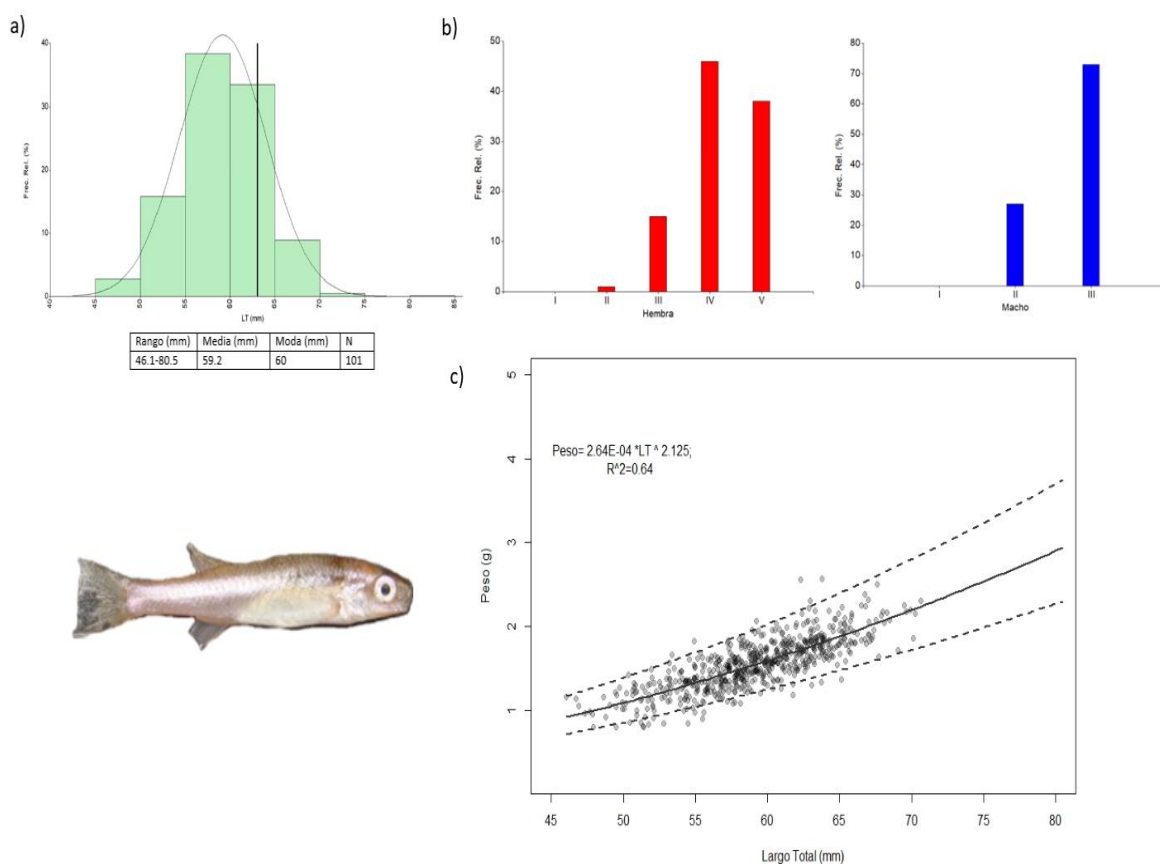 a)
40
30
20
10
0
Frec. Rel. (%)
40 45 50 55 60 65 70 75 80 85
LT (mm)
Rango (mm) Media (mm) Moda (mm) N
46.1-80.5 59.2 60 101
b)
50
40
30
20
10
0
Frec. Rel. (%)
I II III IV V
Hembra
80
70
60
50
40
30
20
10
0
Frec. Rel. (%)
I II III
Macho
c)
5
4
3
2
1
Peso (g)
Peso= 2.64E-04 *LT ^ 2.125;
R^2=0.64
45 50 55 60 65 70 75 80
Largo Total (mm)